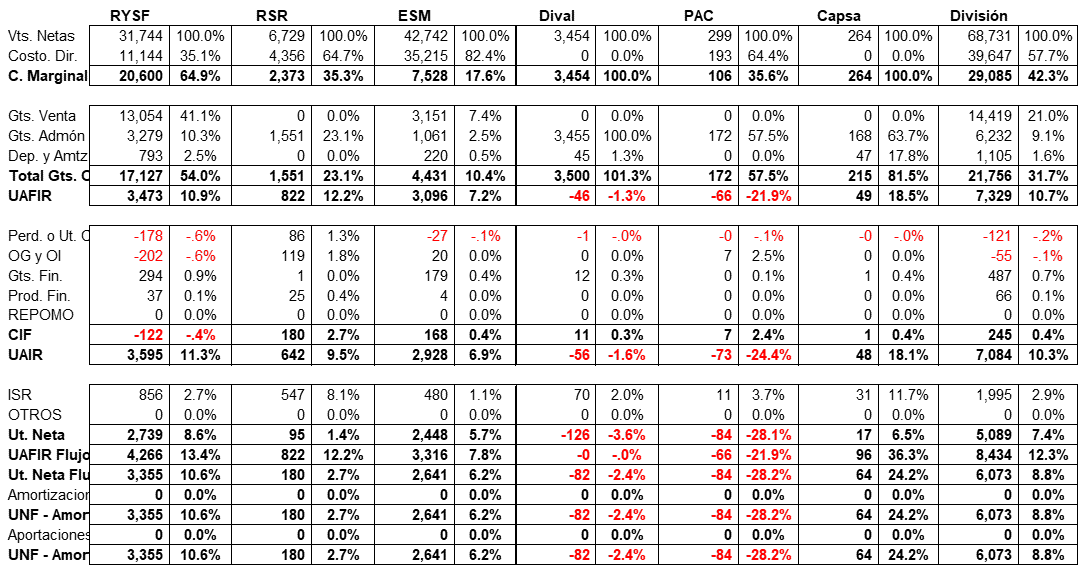 RYSF RSR ESM Dival PAC Capsa División
Vts. Netas 31,744 100.0% 6,729 100.0% 42,742 100.0% 3,454 100.0% 299 100.0% 264 100.0% 68,731 100.0%
Costo. Dir. 11,144 35.1% 4,356 64.7% 35,215 82.4% 0 0.0% 193 64.4% 0 0.0% 39,647 57.7%
C. Marginal 20,600 64.9% 2,373 35.3% 7,528 17.6% 3,454 100.0% 106 35.6% 264 100.0% 29,085 42.3%
Gts. Venta 13,054 41.1% 0 0.0% 3,151 7.4% 0 0.0% 0 0.0% 0 0.0% 14,419 21.0%
Gts. Admón 3,279 10.3% 1,551 23.1% 1,061 2.5% 3,455 100.0% 172 57.5% 168 63.7% 6,232 9.1%
Dep. y Amtz 793 2.5% 0 0.0% 220 0.5% 45 1.3% 0 0.0% 47 17.8% 1,105 1.6%
Total Gts. C 17,127 54.0% 1,551 23.1% 4,431 10.4% 3,500 101.3% 172 57.5% 215 81.5% 21,756 31.7%
UAFIR 3,473 10.9% 822 12.2% 3,096 7.2% -46 -1.3% -66 -21.9% 49 18.5% 7,329 10.7%
Perd. o Ut. C -178 -.6% 86 1.3% -27 -.1% -1 -.0% -0 -.1% -0 -.0% -121 -.2%
OG y OI -202 -.6% 119 1.8% 20 0.0% 0 0.0% 7 2.5% 0 0.0% -55 -.1%
Gts. Fin. 294 0.9% 1 0.0% 179 0.4% 12 0.3% 0 0.1% 1 0.4% 487 0.7%
Prod. Fin. 37 0.1% 25 0.4% 4 0.0% 0 0.0% 0 0.0% 0 0.0% 66 0.1%
REPOMO 0 0.0% 0 0.0% 0 0.0% 0 0.0% 0 0.0% 0 0.0% 0 0.0%
CIF -122 -.4% 180 2.7% 168 0.4% 11 0.3% 7 2.4% 1 0.4% 245 0.4%
UAIR 3,595 11.3% 642 9.5% 2,928 6.9% -56 -1.6% -73 -24.4% 48 18.1% 7,084 10.3%
ISR 856 2.7% 547 8.1% 480 1.1% 70 2.0% 11 3.7% 31 11.7% 1,995 2.9%
OTROS 0 0.0% 0 0.0% 0 0.0% 0 0.0% 0 0.0% 0 0.0% 0 0.0%
Ut. Neta 2,739 8.6% 95 1.4% 2,448 5.7% -126 -3.6% -84 -28.1% 17 6.5% 5,089 7.4%
UAFIR Flujo 4,266 13.4% 822 12.2% 3,316 7.8% -0 -.0% -66 -21.9% 96 36.3% 8,434 12.3%
Ut. Neta Flu 3,355 10.6% 180 2.7% 2,641 6.2% -82 -2.4% -84 -28.2% 64 24.2% 6,073 8.8%
Amortizacior 0 0.0% 0 0.0% 0 0.0% 0 0.0% 0 0.0% 0 0.0% 0 0.0%
UNF - Amor 3,355 10.6% 180 2.7% 2,641 6.2% -82 -2.4% -84 -28.2% 64 24.2% 6,073 8.8%
Aportaciones 0 0.0% 0 0.0% 0 0.0% 0 0.0% 0 0.0% 0 0.0% 0 0.0%
UNF - Amor 3,355 10.6% 180 2.7% 2,641 6.2% -82 -2.4% -84 -28.2% 64 24.2% 6,073 8.8%